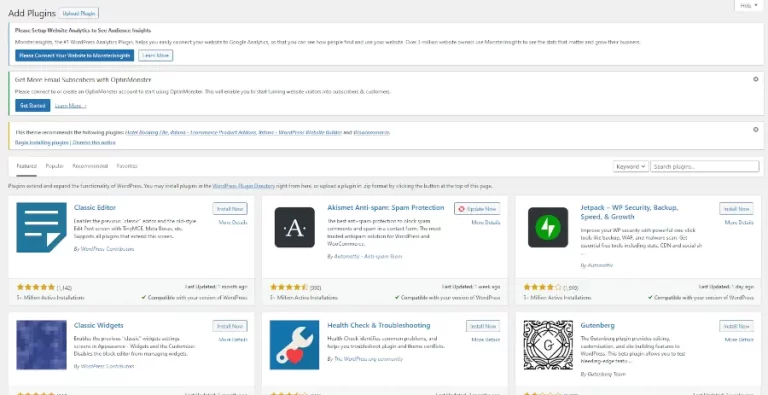 Help
Add Plugins Upload Plugin
Please Setup Website Analytics to See Audience Insights
MonsterInsights, the #1 WordPress Analytics Plugin, helps you easily connect your website to Google Analytics, so that you can see how people find and use your website. Over 3 million website owners use MonsterInsights to see the stats that matter and grow their business.
Please Connect Your Website to MonsterInsights Learn More
Get More Email Subscribers with OptinMonster
Please connect to or create an OptinMonster account to start using OptinMonster. This will enable you to start turning website visitors into subscribers & customers.
Get Started Learn More
This theme recommends the following plugins: Hotel Booking Lite, - Ecommerce Product Addons, - WordPress Website Builder and Woocommerce.
Begin installing plugins | Dismiss this notice
Featured Popular Recommended Favorites Keyword Search plugins...
Plugins extend and expand the functionality of WordPress. You may install plugins in the WordPress Plugin Directory right from here, or upload a plugin in .zip format by clicking the button at the top of this page.
Classic Editor
Install Now
More Details
Enables the previous "classic" editor and the old-style
Edit Post screen with TinyMCE, Meta Boxes, etc.
Supports all plugins that extend this screen.
By WordPress Contributors
Last Updated: 1 month ago
5+ Million Active Installations
Compatible with your version of WordPress
Akismet Anti-spam: Spam Protection
Update Now
More Details
The best anti-spam protection to block spam
comments and spam in a contact form. The most
trusted antispam solution for WordPress and
WooCommerce.
By Automattic - Anti-spam Team
Last Updated: 1 week ago
5+ Million Active Installations
Compatible with your version of WordPress
Jetpack – WP Security, Backup,
Speed, & Growth
Install Now
More Details
Improve your WP security with powerful one-click
tools like backup, WAF, and malware scan. Get
essential free tools including stats, CDN and social sh
...
By Automattic
Last Updated: 1 day ago
5+ Million Active Installations
Compatible with your version of WordPress
Classic Widgets
Install Now
More Details
Enables the previous "classic" widgets settings
screens in Appearance - Widgets and the Customizer.
Disables the block editor from managing widgets.
By WordPress Contributors
Health Check & Troubleshooting
Install Now
More Details
Health Check identifies common problems, and
helps you troubleshoot plugin and theme conflicts.
By The WordPress.org community
Gutenberg
Install Now
More Details
The Gutenberg plugin provides editing,
customization, and site building features to
WordPress. This beta plugin allows you to test
bleeding-edge featu...
By Gutenberg Team